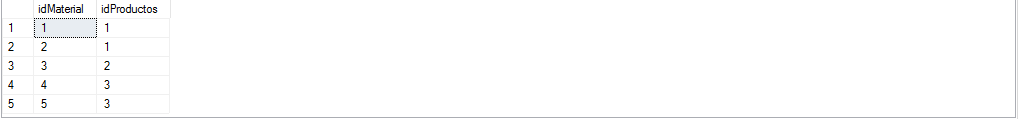 idMaterial idProductos
1 1 1
2 2 1
3 3 2
4 4 3
5 5 3